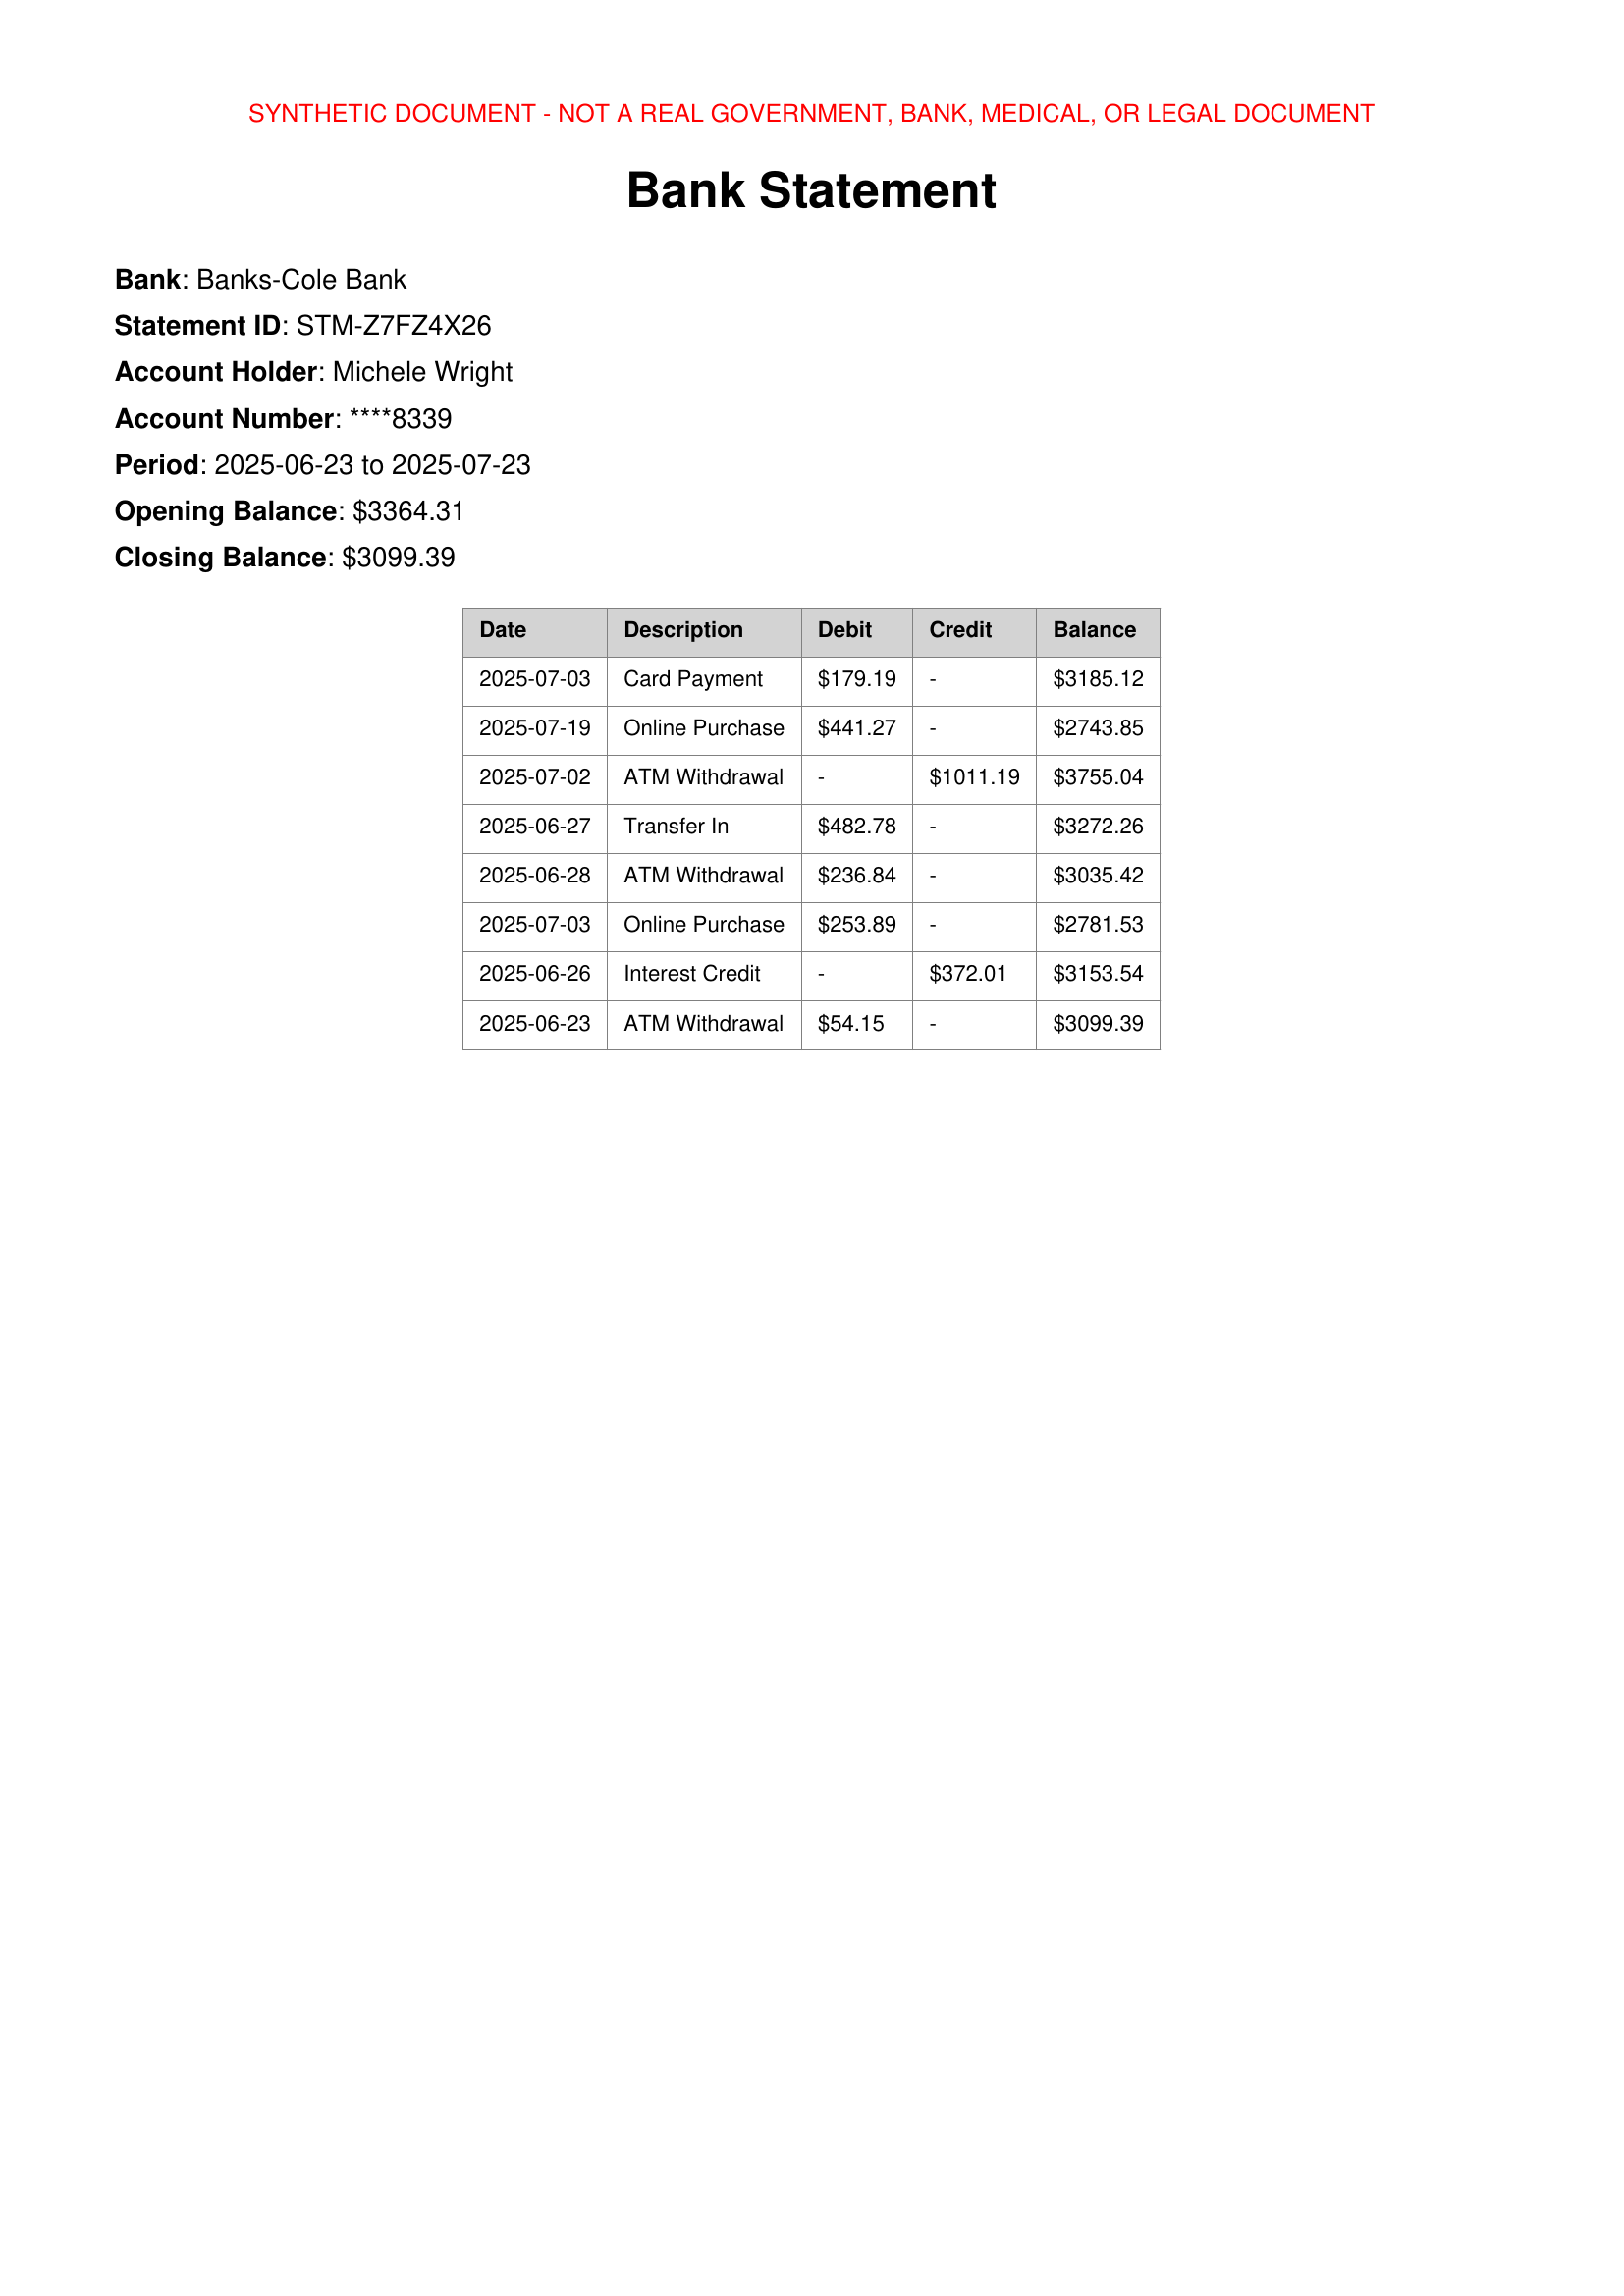 SYNTHETIC DOCUMENT - NOT A REAL GOVERNMENT, BANK, MEDICAL, OR LEGAL DOCUMENT
Bank Statement
Bank: Banks-Cole Bank
Statement ID: STM-Z7FZ4X26
Account Holder: Michele Wright
Account Number: ****8339
Period: 2025-06-23 to 2025-07-23
Opening Balance: $3364.31
Closing Balance: $3099.39
Date Description Debit Credit Balance
2025-07-03 Card Payment $179.19 - $3185.12
2025-07-19 Online Purchase $441.27 - $2743.85
2025-07-02 ATM Withdrawal - $1011.19 $3755.04
2025-06-27 Transfer In $482.78 - $3272.26
2025-06-28 ATM Withdrawal $236.84 - $3035.42
2025-07-03 Online Purchase $253.89 - $2781.53
2025-06-26 Interest Credit - $372.01 $3153.54
2025-06-23 ATM Withdrawal $54.15 - $3099.39